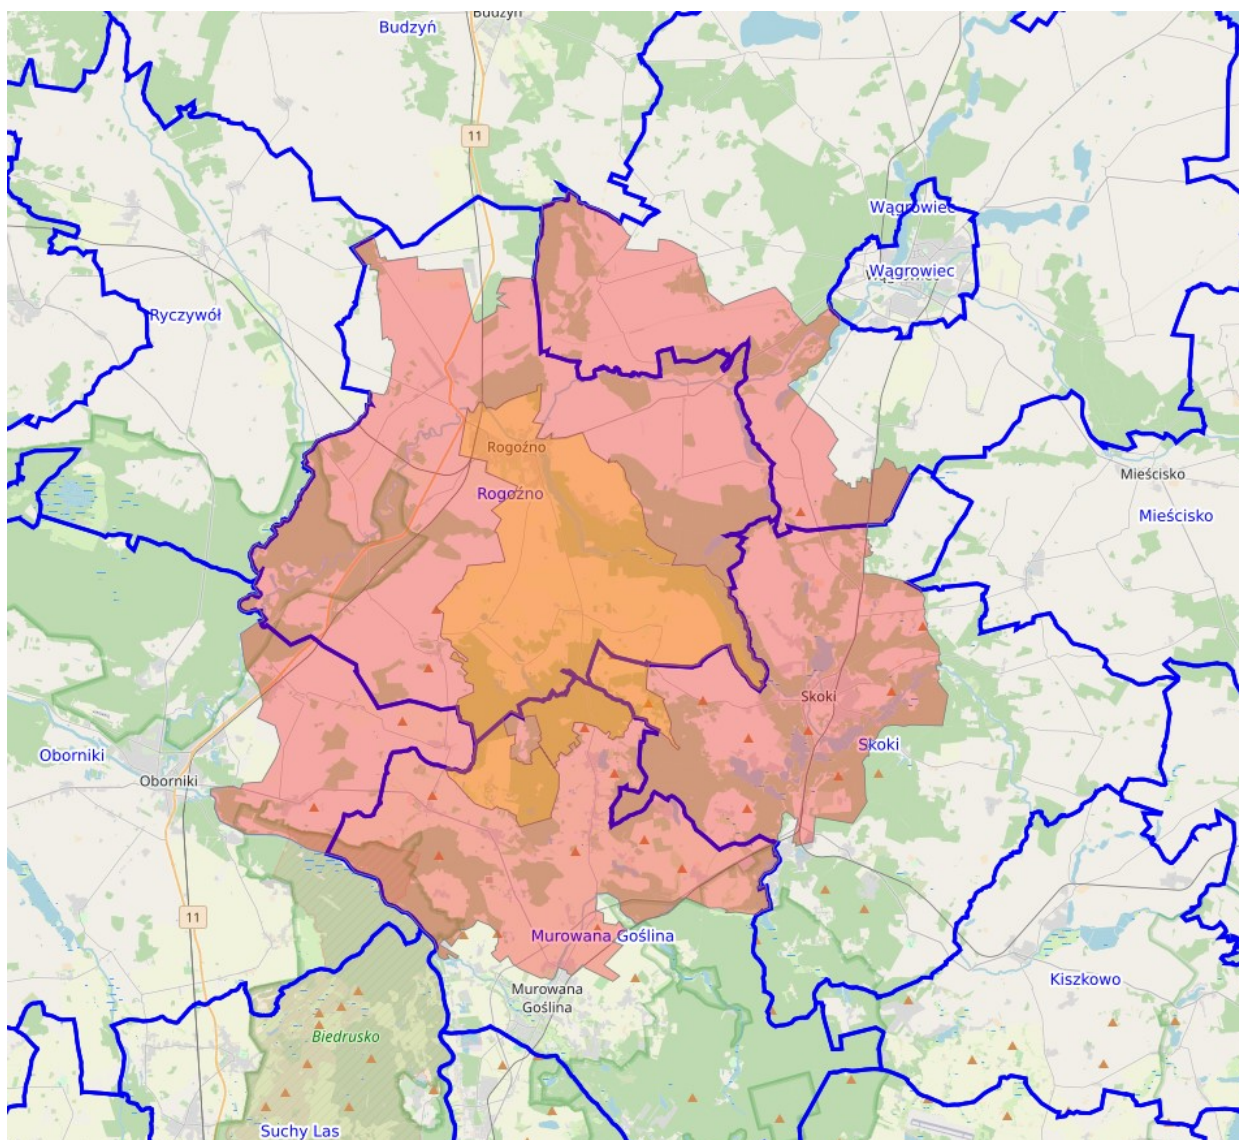 Budzyń
Budzyń
11
Wągrowiec
Wągrowiec
Ryczywół
Rogoźno
Rogoźno
Mieścisko
Mieścisko
Skoki
Skoki
Oborniki
Oborniki
11
Murowana Goślina
Kiszkowo
Murowana
Goślina
Biedrusko
Suchy Las